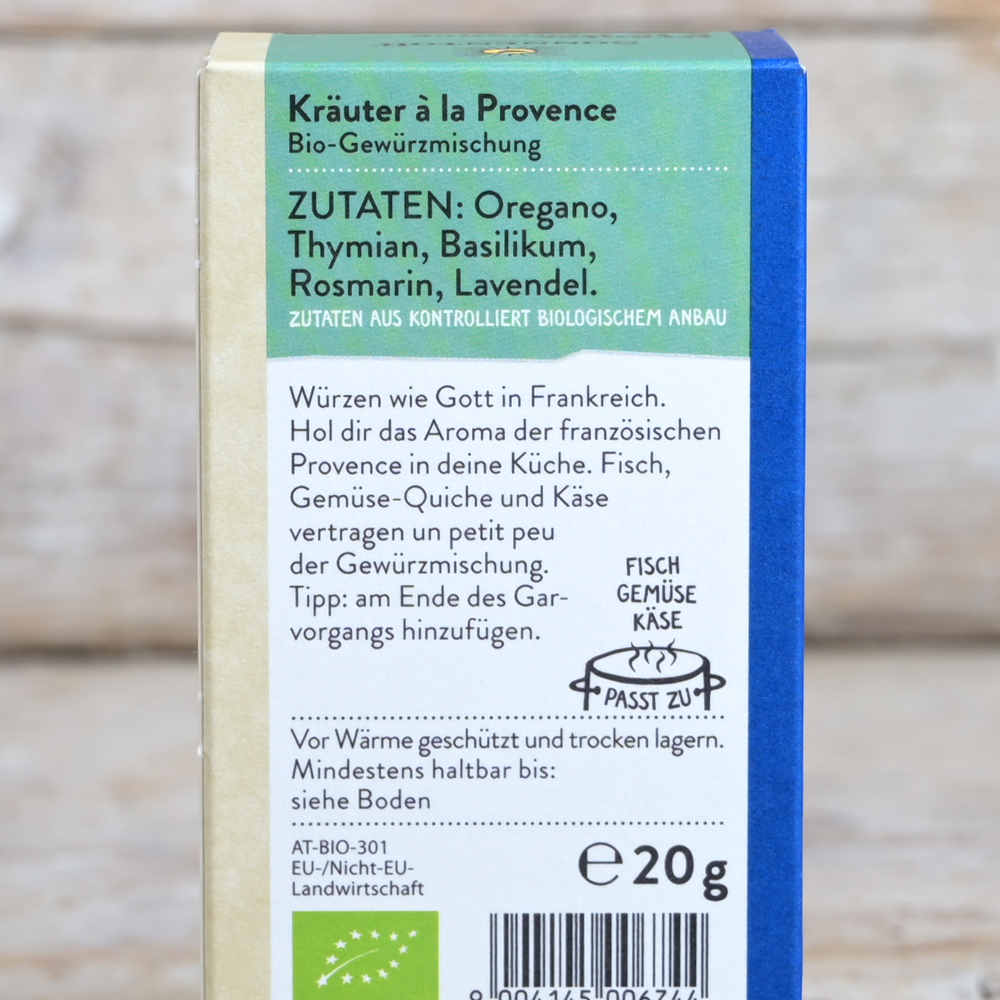 Kräuter à la Provence
Bio-Gewürzmischung
ZUTATEN: Oregano,
Thymian, Basilikum,
Rosmarin, Lavendel.
ZUTATEN AUS KONTROLLIERT BIOLOGISCHEM ANBAU
Würzen wie Gott in Frankreich.
Hol dir das Aroma der französischen
Provence in deine Küche. Fisch,
Gemüse-Quiche und Käse
vertragen un petit peu
der Gewürzmischung.
Tipp: am Ende des Gar-
vorgangs hinzufügen.
FISCH
GEMÜSE
KÄSE
PASST ZU
Vor Wärme geschützt und trocken lagern.
Mindestens haltbar bis:
siehe Boden
AT-BIO-301
EU-/Nicht-EU-
Landwirtschaft
e 20 g
9 004145 006744